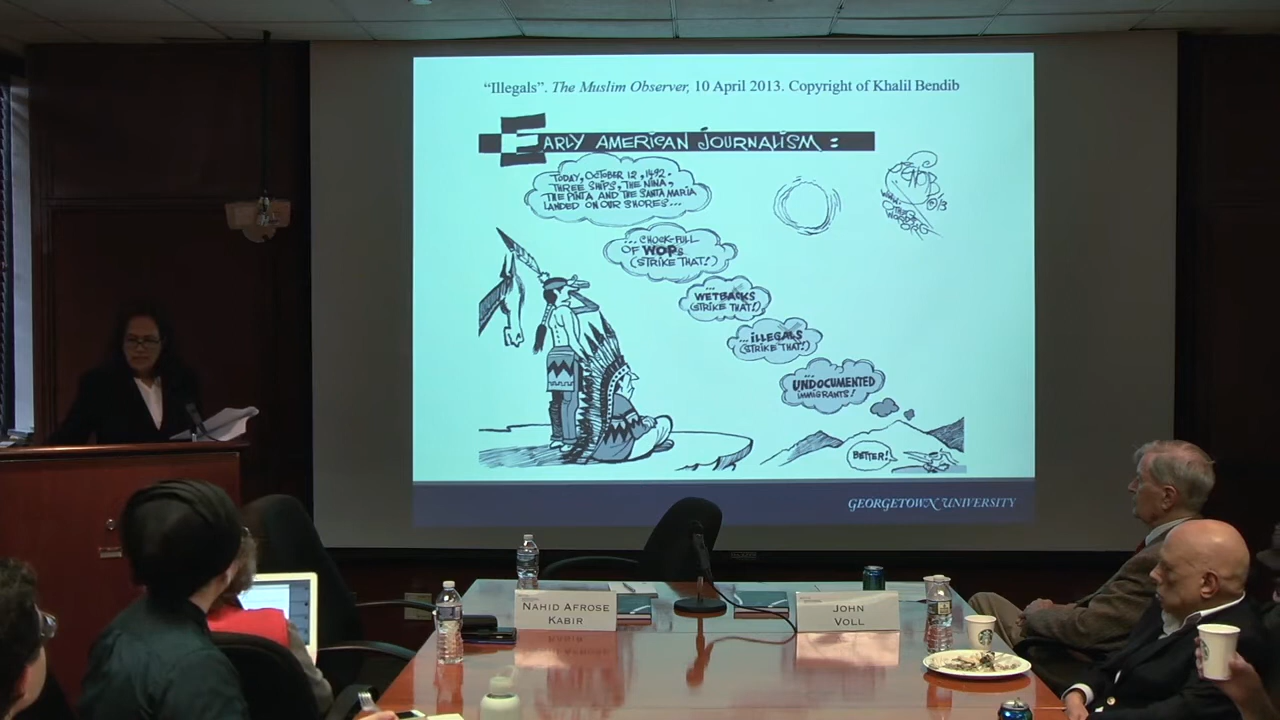 “Illegals”. The Muslim Observer, 10 April 2013. Copyright of Khalil Bendib
EARLY AMERICAN JOURNALISM:
TODAY, OCTOBER 12, 1492.
THREE SHIPS, THE NINA,
THE PINTA AND THE SANTA MARIA
LANDED ON OUR SHORES...
... CHOCK-FULL
OF WOPS
(STRIKE THAT!)
...
WETBACKS
(STRIKE THAT!)
...ILLEGALS
(STRIKE THAT!)
...
UNDOCUMENTED
IMMIGRANTS!
BETTER!
GEORGETOWN UNIVERSITY
NAHID AFROSE
KABIR
JOHN
VOLL